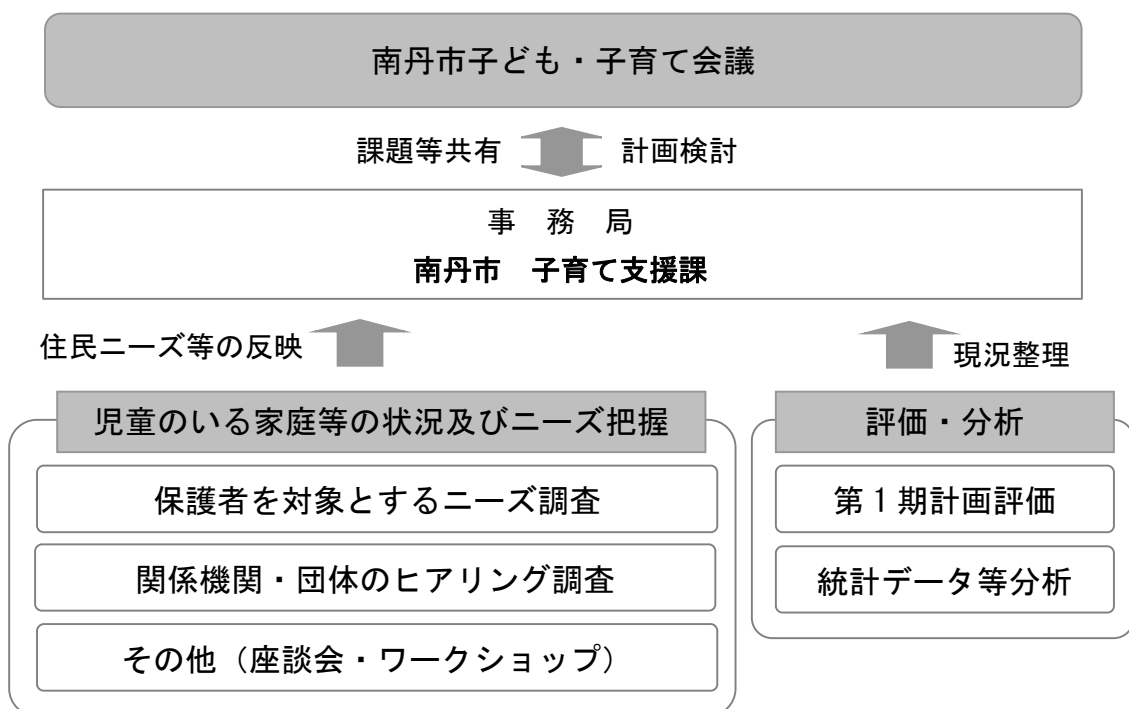 南丹市子ども・子育て会議
課題等共有
計画検討
事　務　局
南丹市　子育て支援課
住民ニーズ等の反映
現況整理
児童のいる家庭等の状況及びニーズ把握
保護者を対象とするニーズ調査
関係機関・団体のヒアリング調査
その他（座談会・ワークショップ）
評価・分析
第１期計画評価
統計データ等分析